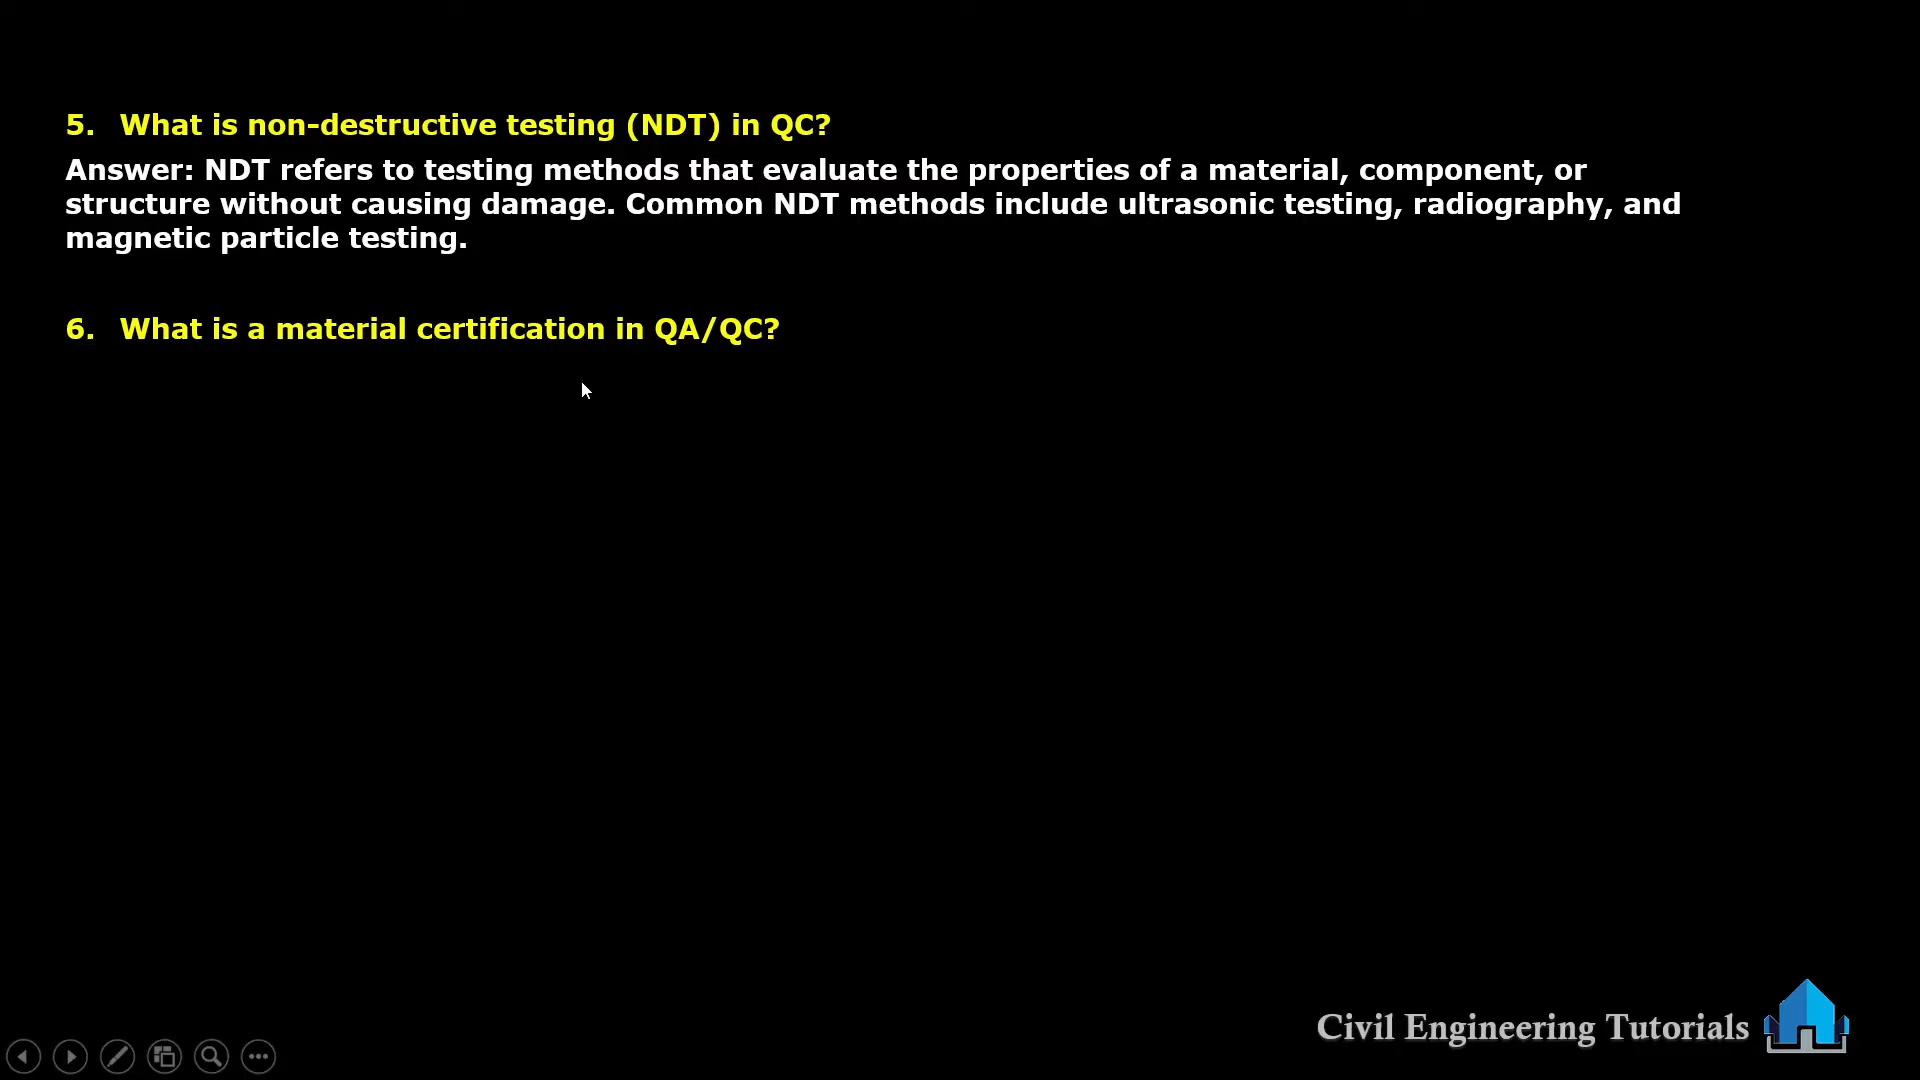 5. What is non-destructive testing (NDT) in QC?
Answer: NDT refers to testing methods that evaluate the properties of a material, component, or
structure without causing damage. Common NDT methods include ultrasonic testing, radiography, and
magnetic particle testing.
6. What is a material certification in QA/QC?
Civil Engineering Tutorials